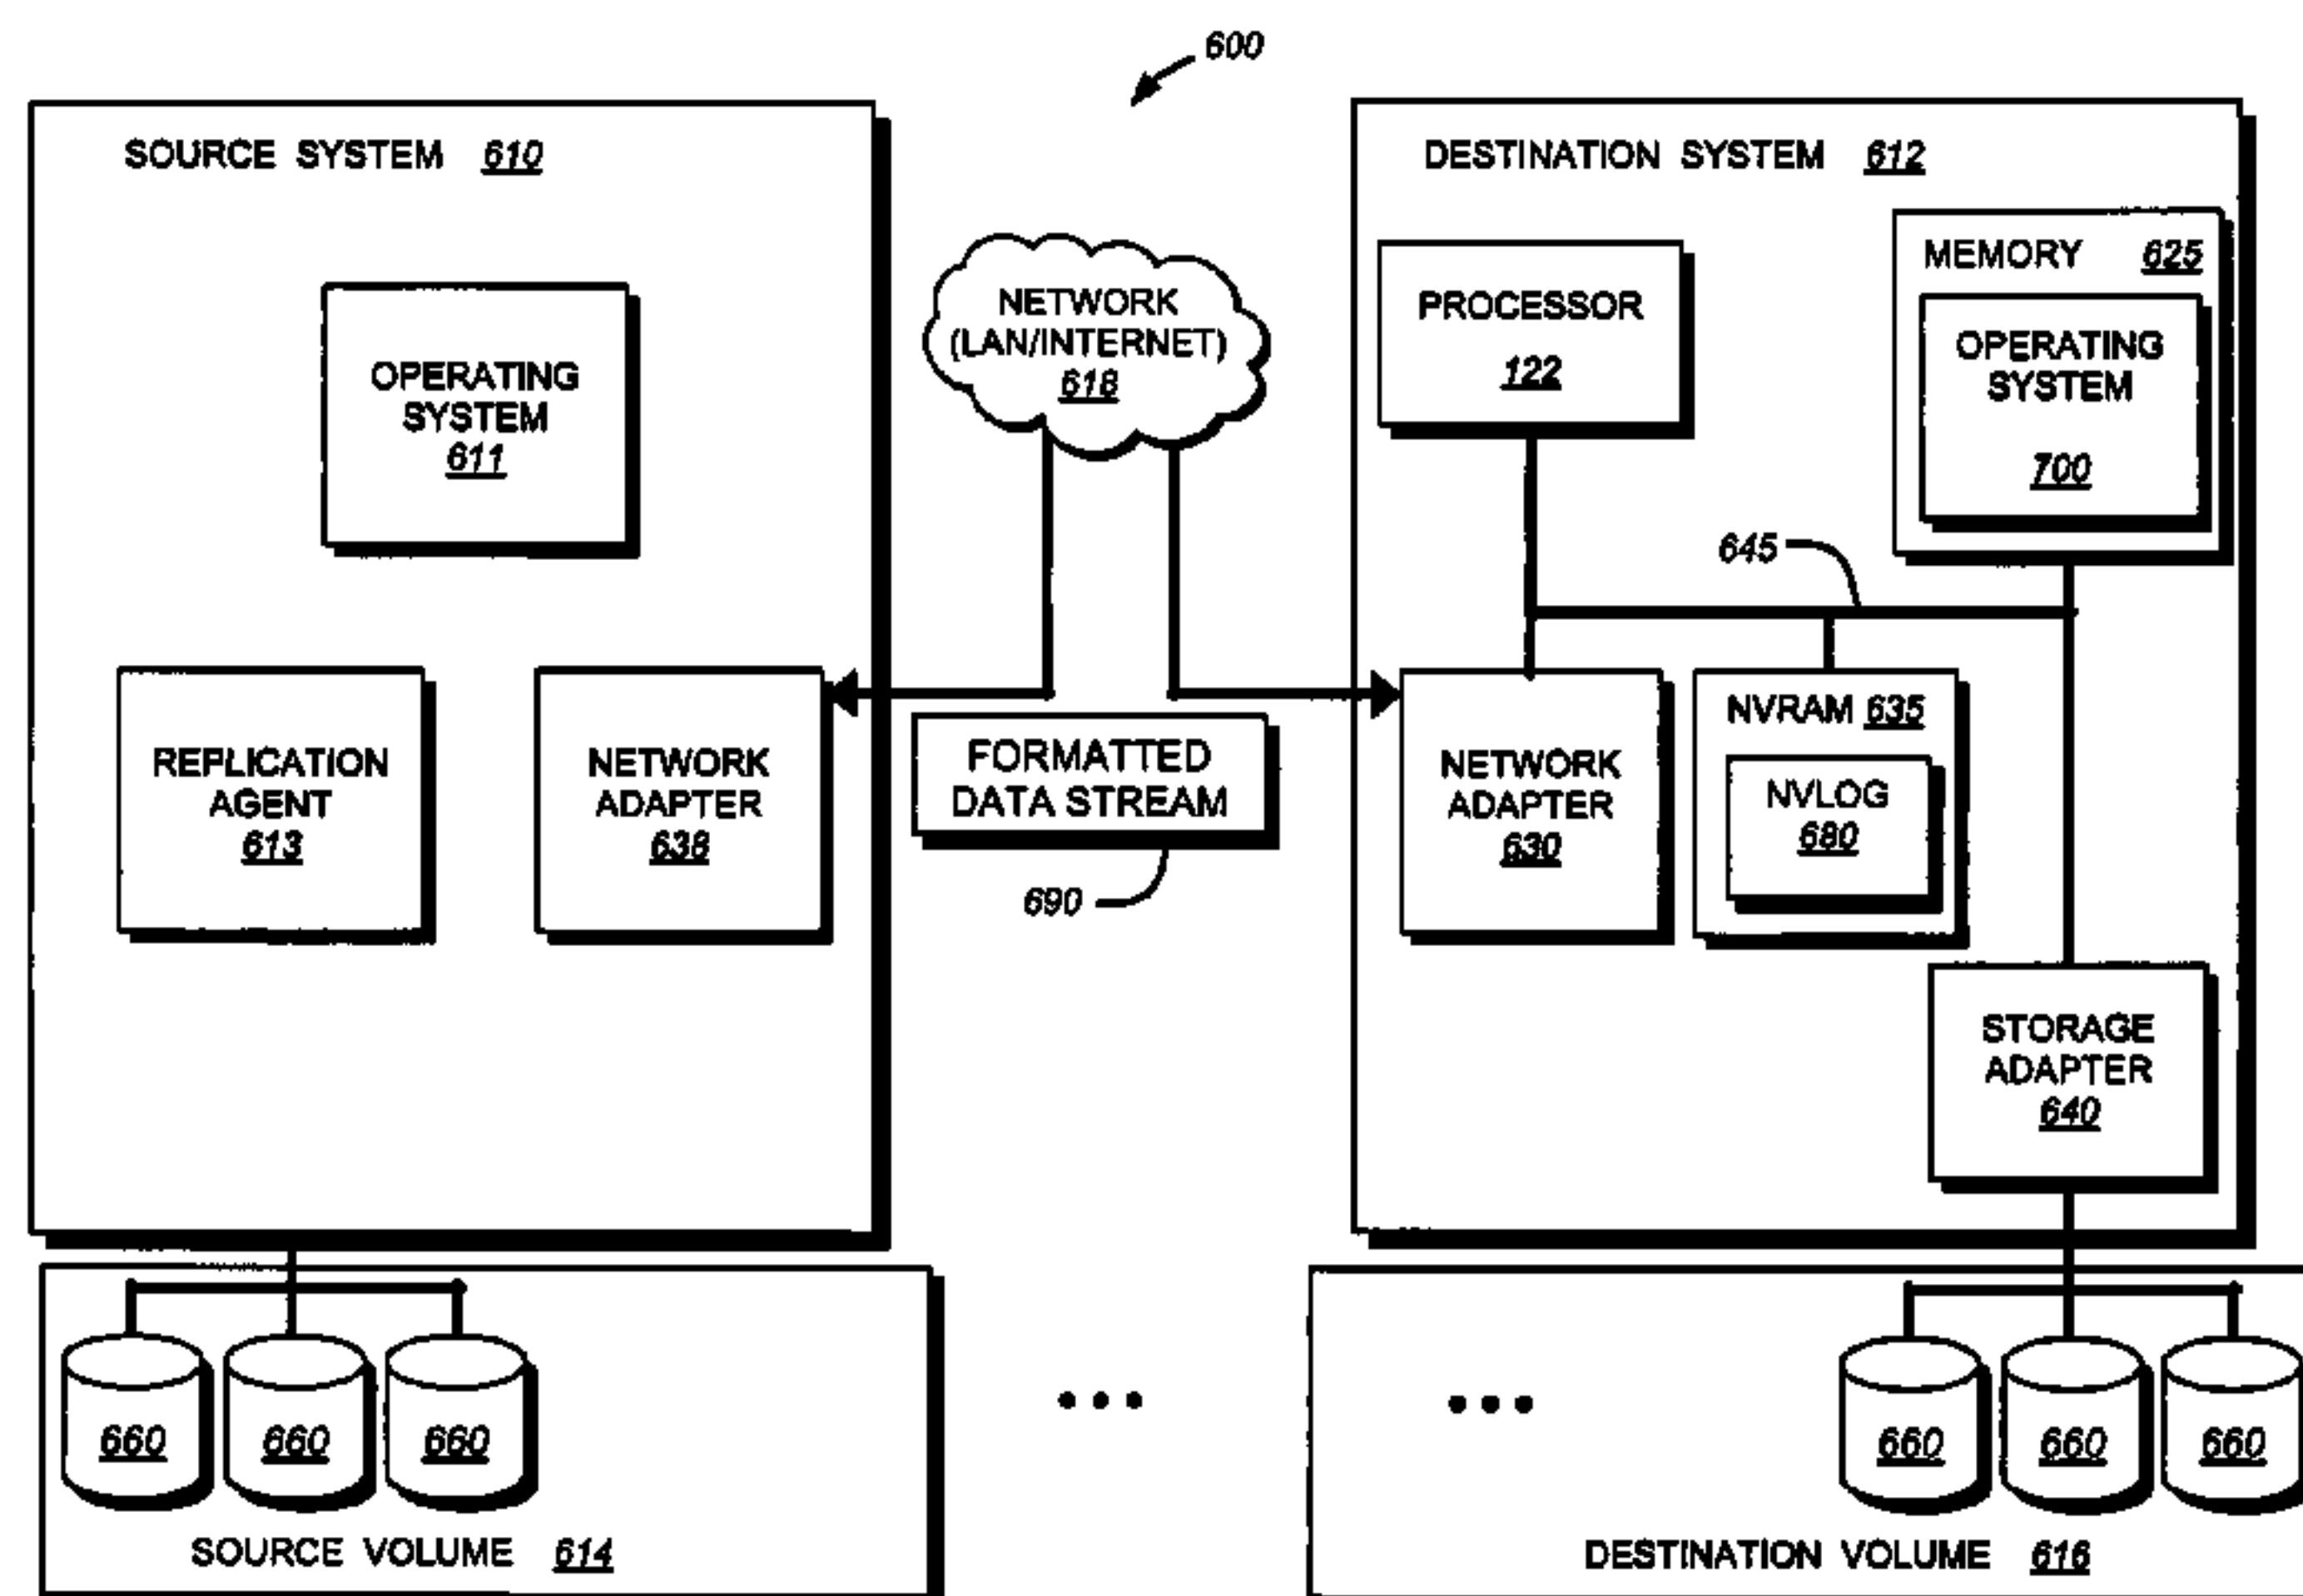 600
SOURCE SYSTEM 610
OPERATING
SYSTEM
611
REPLICATION
AGENT
613
NETWORK
ADAPTER
638
NETWORK
(LAN/INTERNET)
618
FORMATTED
DATA STREAM
690
DESTINATION SYSTEM 612
PROCESSOR
122
MEMORY 625
OPERATING
SYSTEM
700
645
NETWORK
ADAPTER
630
NVRAM 635
NVLOG
680
STORAGE
ADAPTER
640
660 660 660
SOURCE VOLUME 614
660 660 660
DESTINATION VOLUME 616